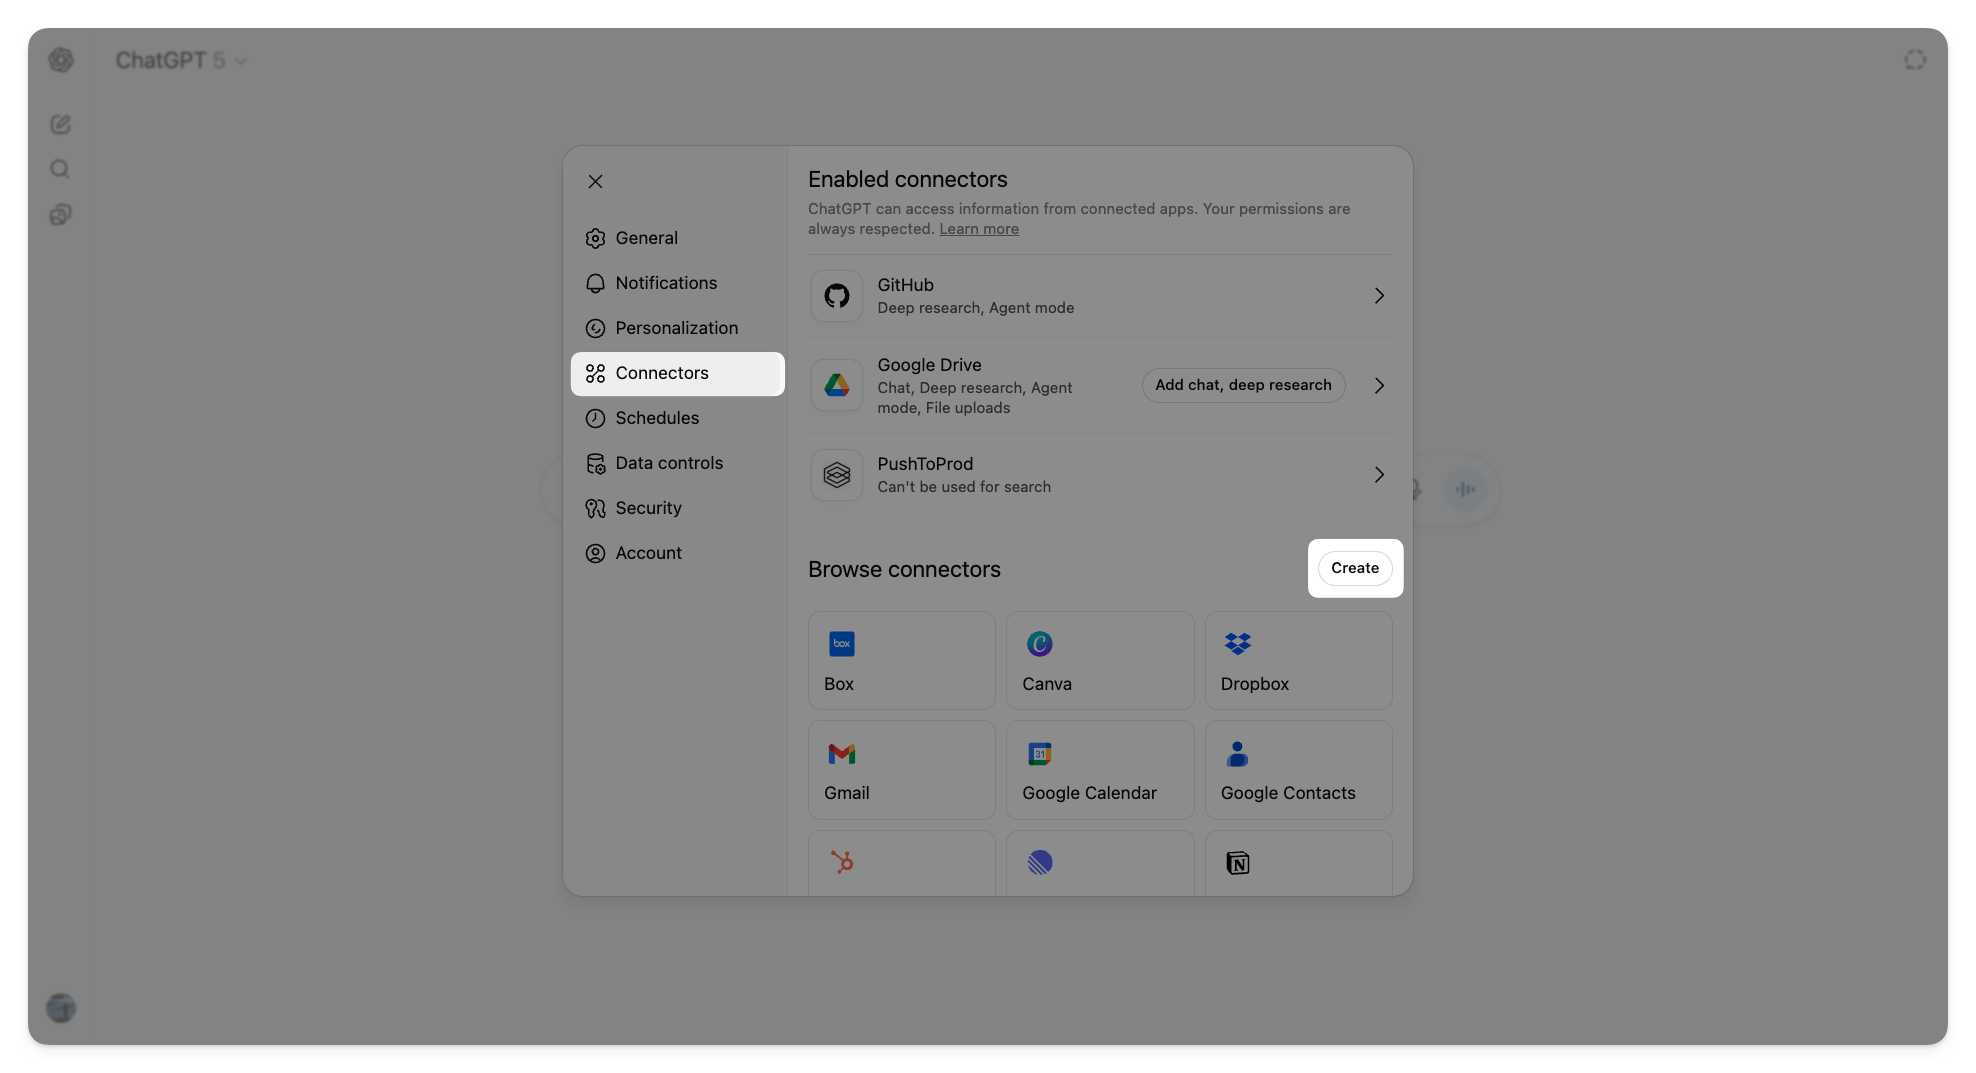 ChatGPT 5
General
Notifications
Personalization
Connectors
Schedules
Data controls
Security
Account
Enabled connectors
ChatGPT can access information from connected apps. Your permissions are
always respected. Learn more
GitHub
Deep research, Agent mode
Google Drive
Chat, Deep research, Agent
mode, File uploads
Add chat, deep research
PushToProd
Can't be used for search
Browse connectors
Create
box
Box
Canva
Dropbox
Gmail
31
Google Calendar
Google Contacts